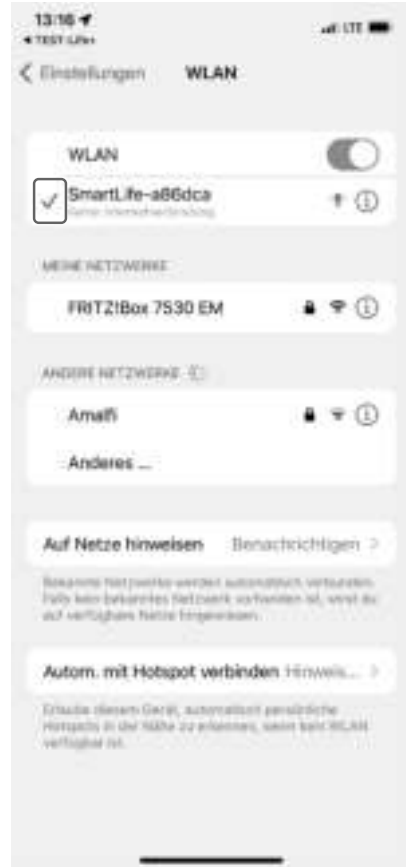 13:16
TEST Life+
LTE
Einstellungen WLAN
WLAN
SmartLife-a86dca
Keine Internetverbindung
MEINE NETZWERKE
FRITZ!Box 7530 EM
ANDERE NETZWERKE
Amalfi
Anderes ...
Auf Netze hinweisen Benachrichtigen
Bekannte Netzwerke werden automatisch verbunden.
Falls kein bekanntes Netzwerk vorhanden ist, wirst du
auf verfügbare Netze hingewiesen.
Autom. mit Hotspot verbinden Hinweis...
Erlaube diesem Gerät, automatisch persönliche
Hotspots in der Nähe zu erkennen, wenn kein WLAN
verfügbar ist.